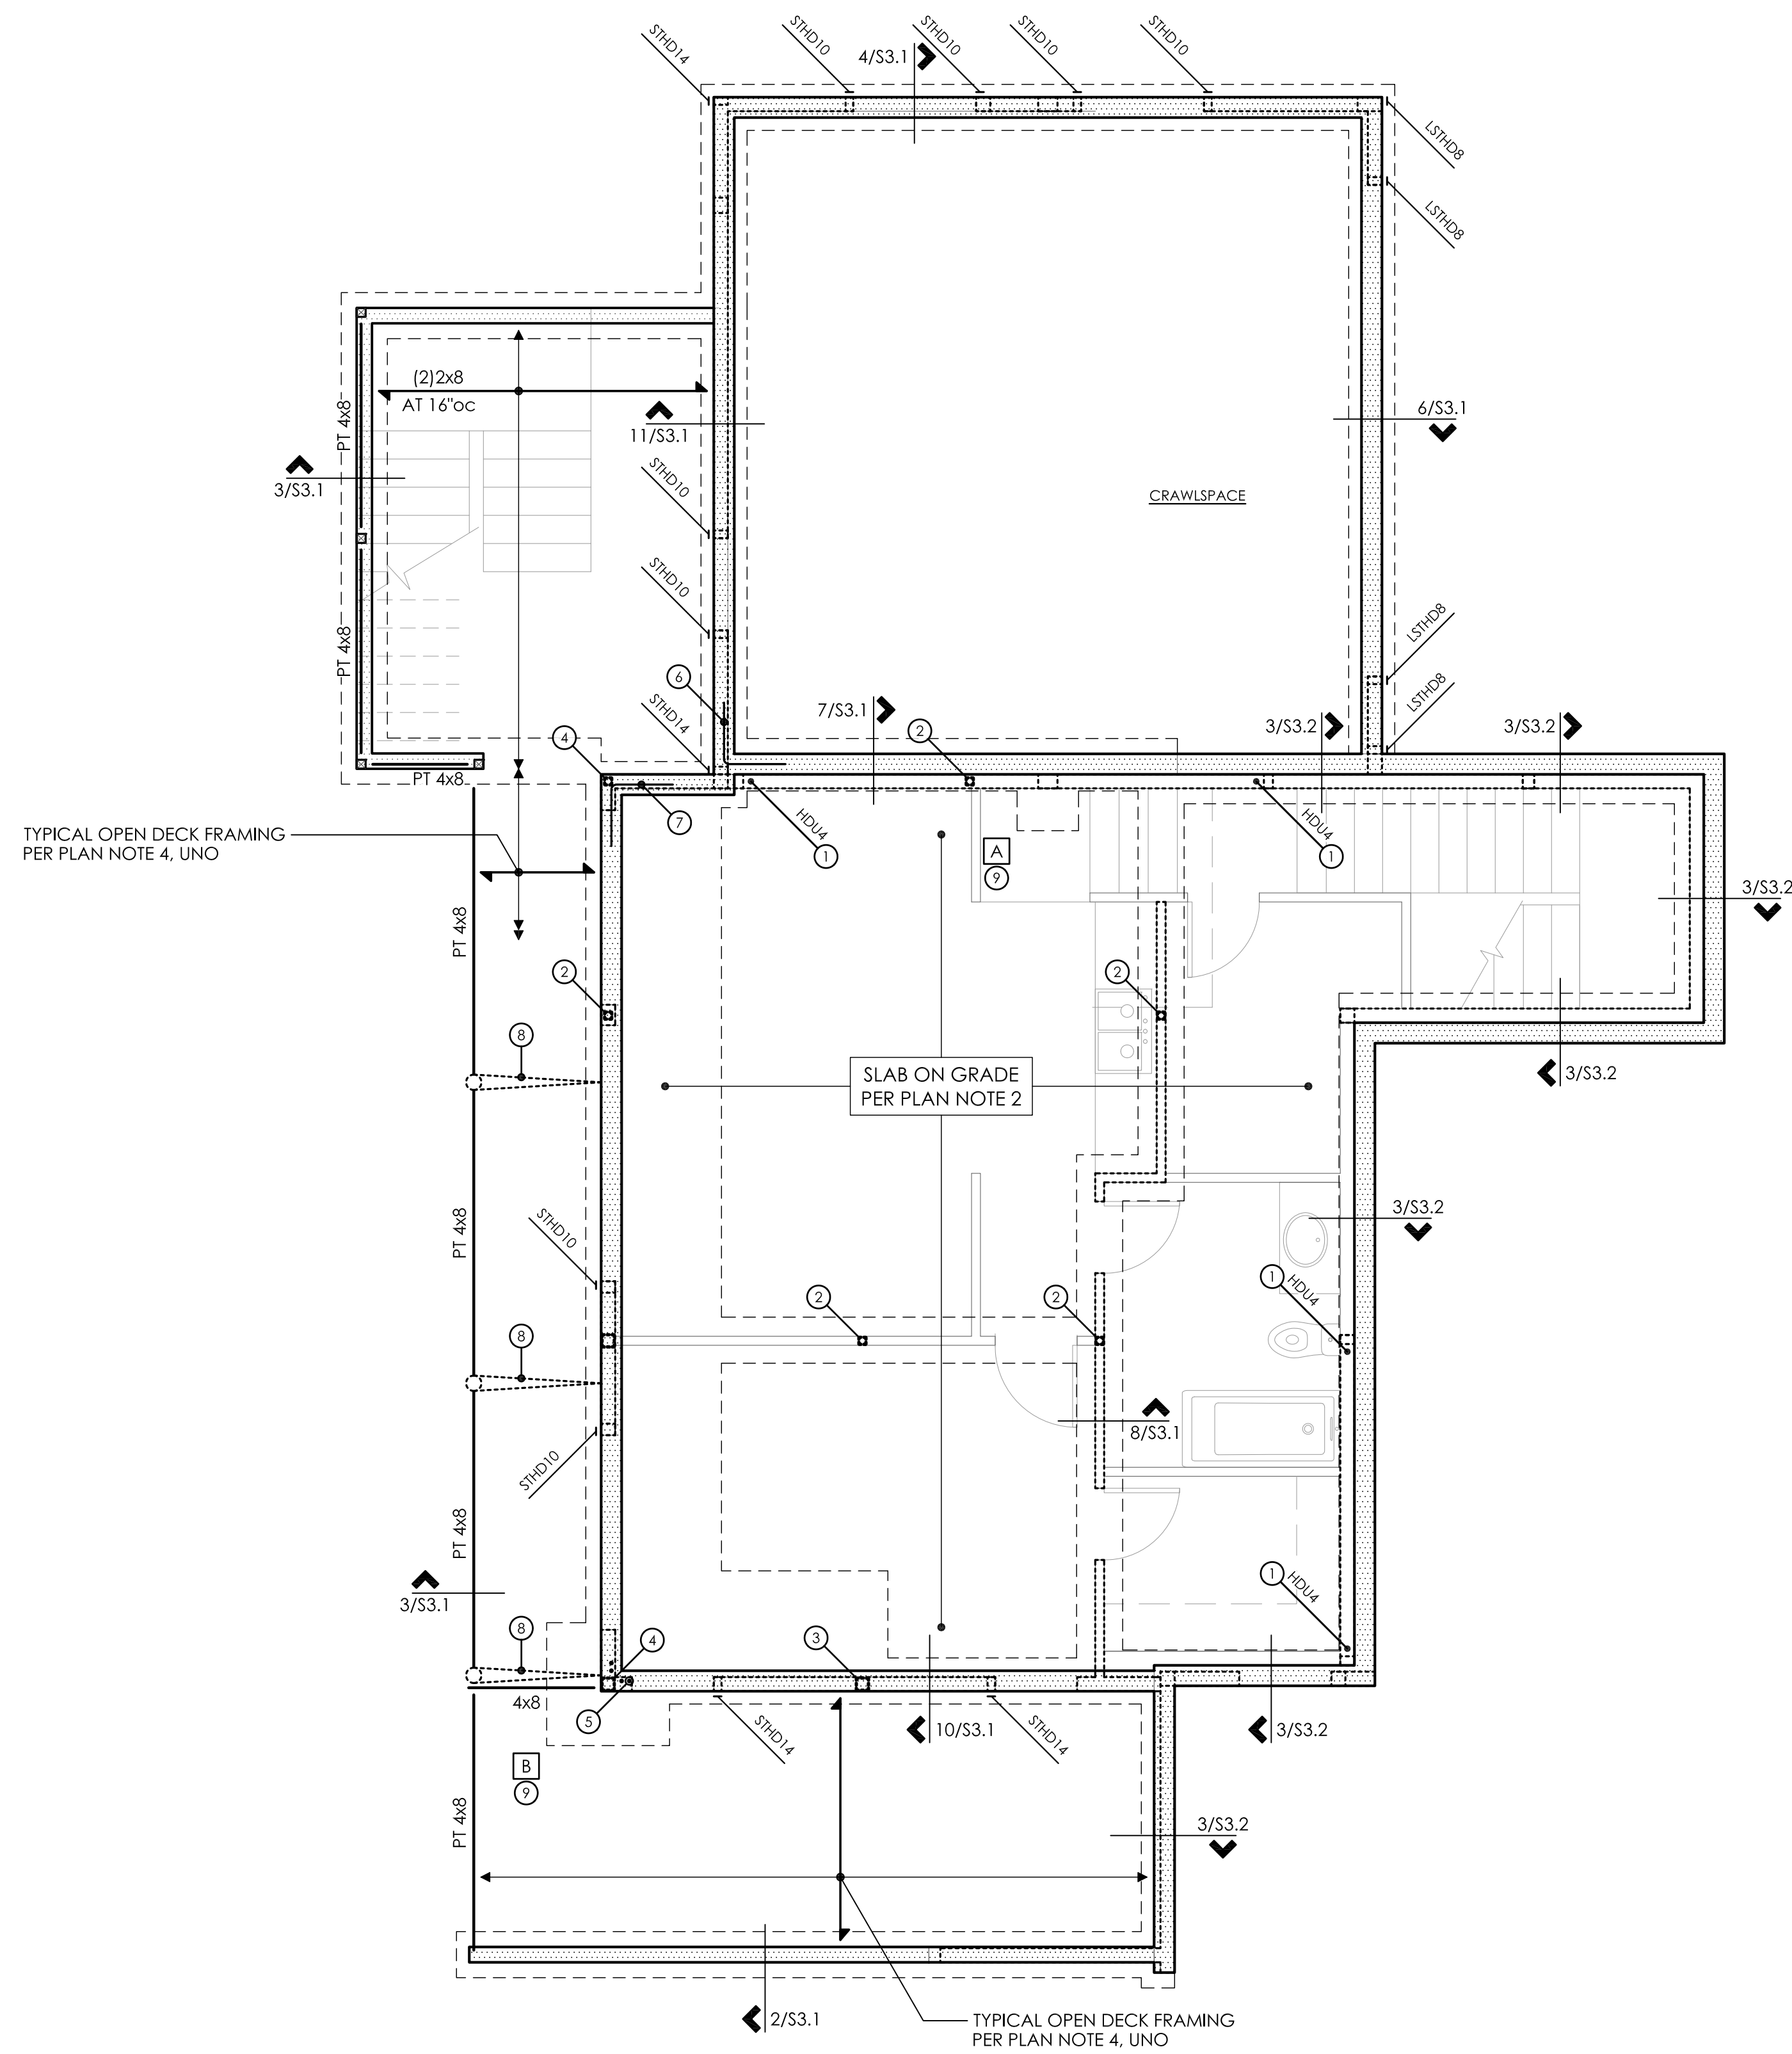 STHD14
STHD10
4/S3.1
STHD10
STHD10
STHD10
LSTHD8
LSTHD8
(2)2x8
AT 16"oc
PT 4x8
11/S3.1
6/S3.1
3/S3.1
STHD10
CRAWLSPACE
STHD10
PT 4x8
LSTHD8
6
STHD14
LSTHD8
7/S3.1
2
3/S3.2
3/S3.2
4
PT 4x8
7
HDU4
1
HDU4
1
TYPICAL OPEN DECK FRAMING
PER PLAN NOTE 4, UNO
A
9
3/S3.2
PT 4x8
2
2
8
SLAB ON GRADE
PER PLAN NOTE 2
3/S3.2
PT 4x8
STHD10
3/S3.2
1
HDU4
2
2
8
8/S3.1
STHD10
PT 4x8
3/S3.1
1
HDU4
8
4
3
4x8
5
STHD14
10/S3.1
STHD14
3/S3.2
B
9
PT 4x8
3/S3.2
2/S3.1
TYPICAL OPEN DECK FRAMING
PER PLAN NOTE 4, UNO